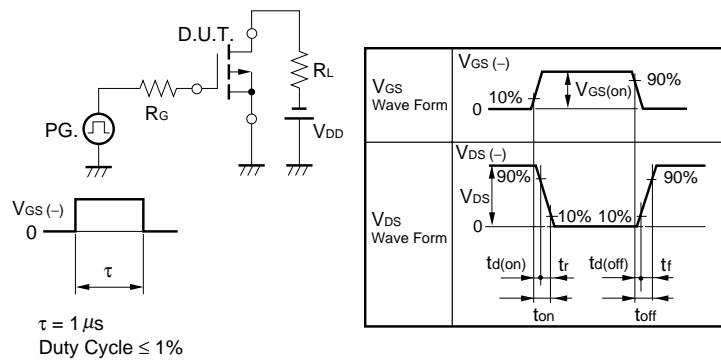 D.U.T.
RL
RG
PG.
VDD
VGS (−)
0
τ
τ = 1 μs
Duty Cycle ≤ 1%
VGS
Wave Form
VGS (−)
10%
VGS(on)
90%
0
VDS
Wave Form
VDS (−)
90%
VDS
10%
10%
90%
0
td(on)
tr
td(off)
tf
ton
toff